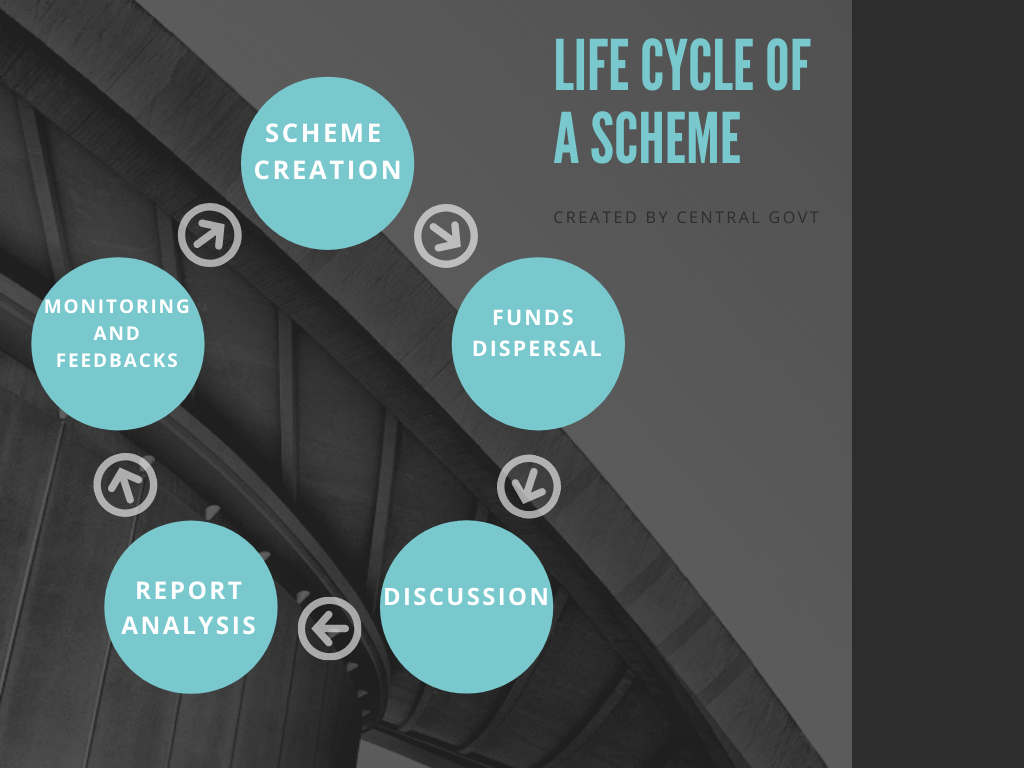 LIFE CYCLE OF
A SCHEME
CREATED BY CENTRAL GOVT
SCHEME
CREATION
FUNDS
DISPERSAL
DISCUSSION
REPORT
ANALYSIS
MONITORING
AND
FEEDBACKS